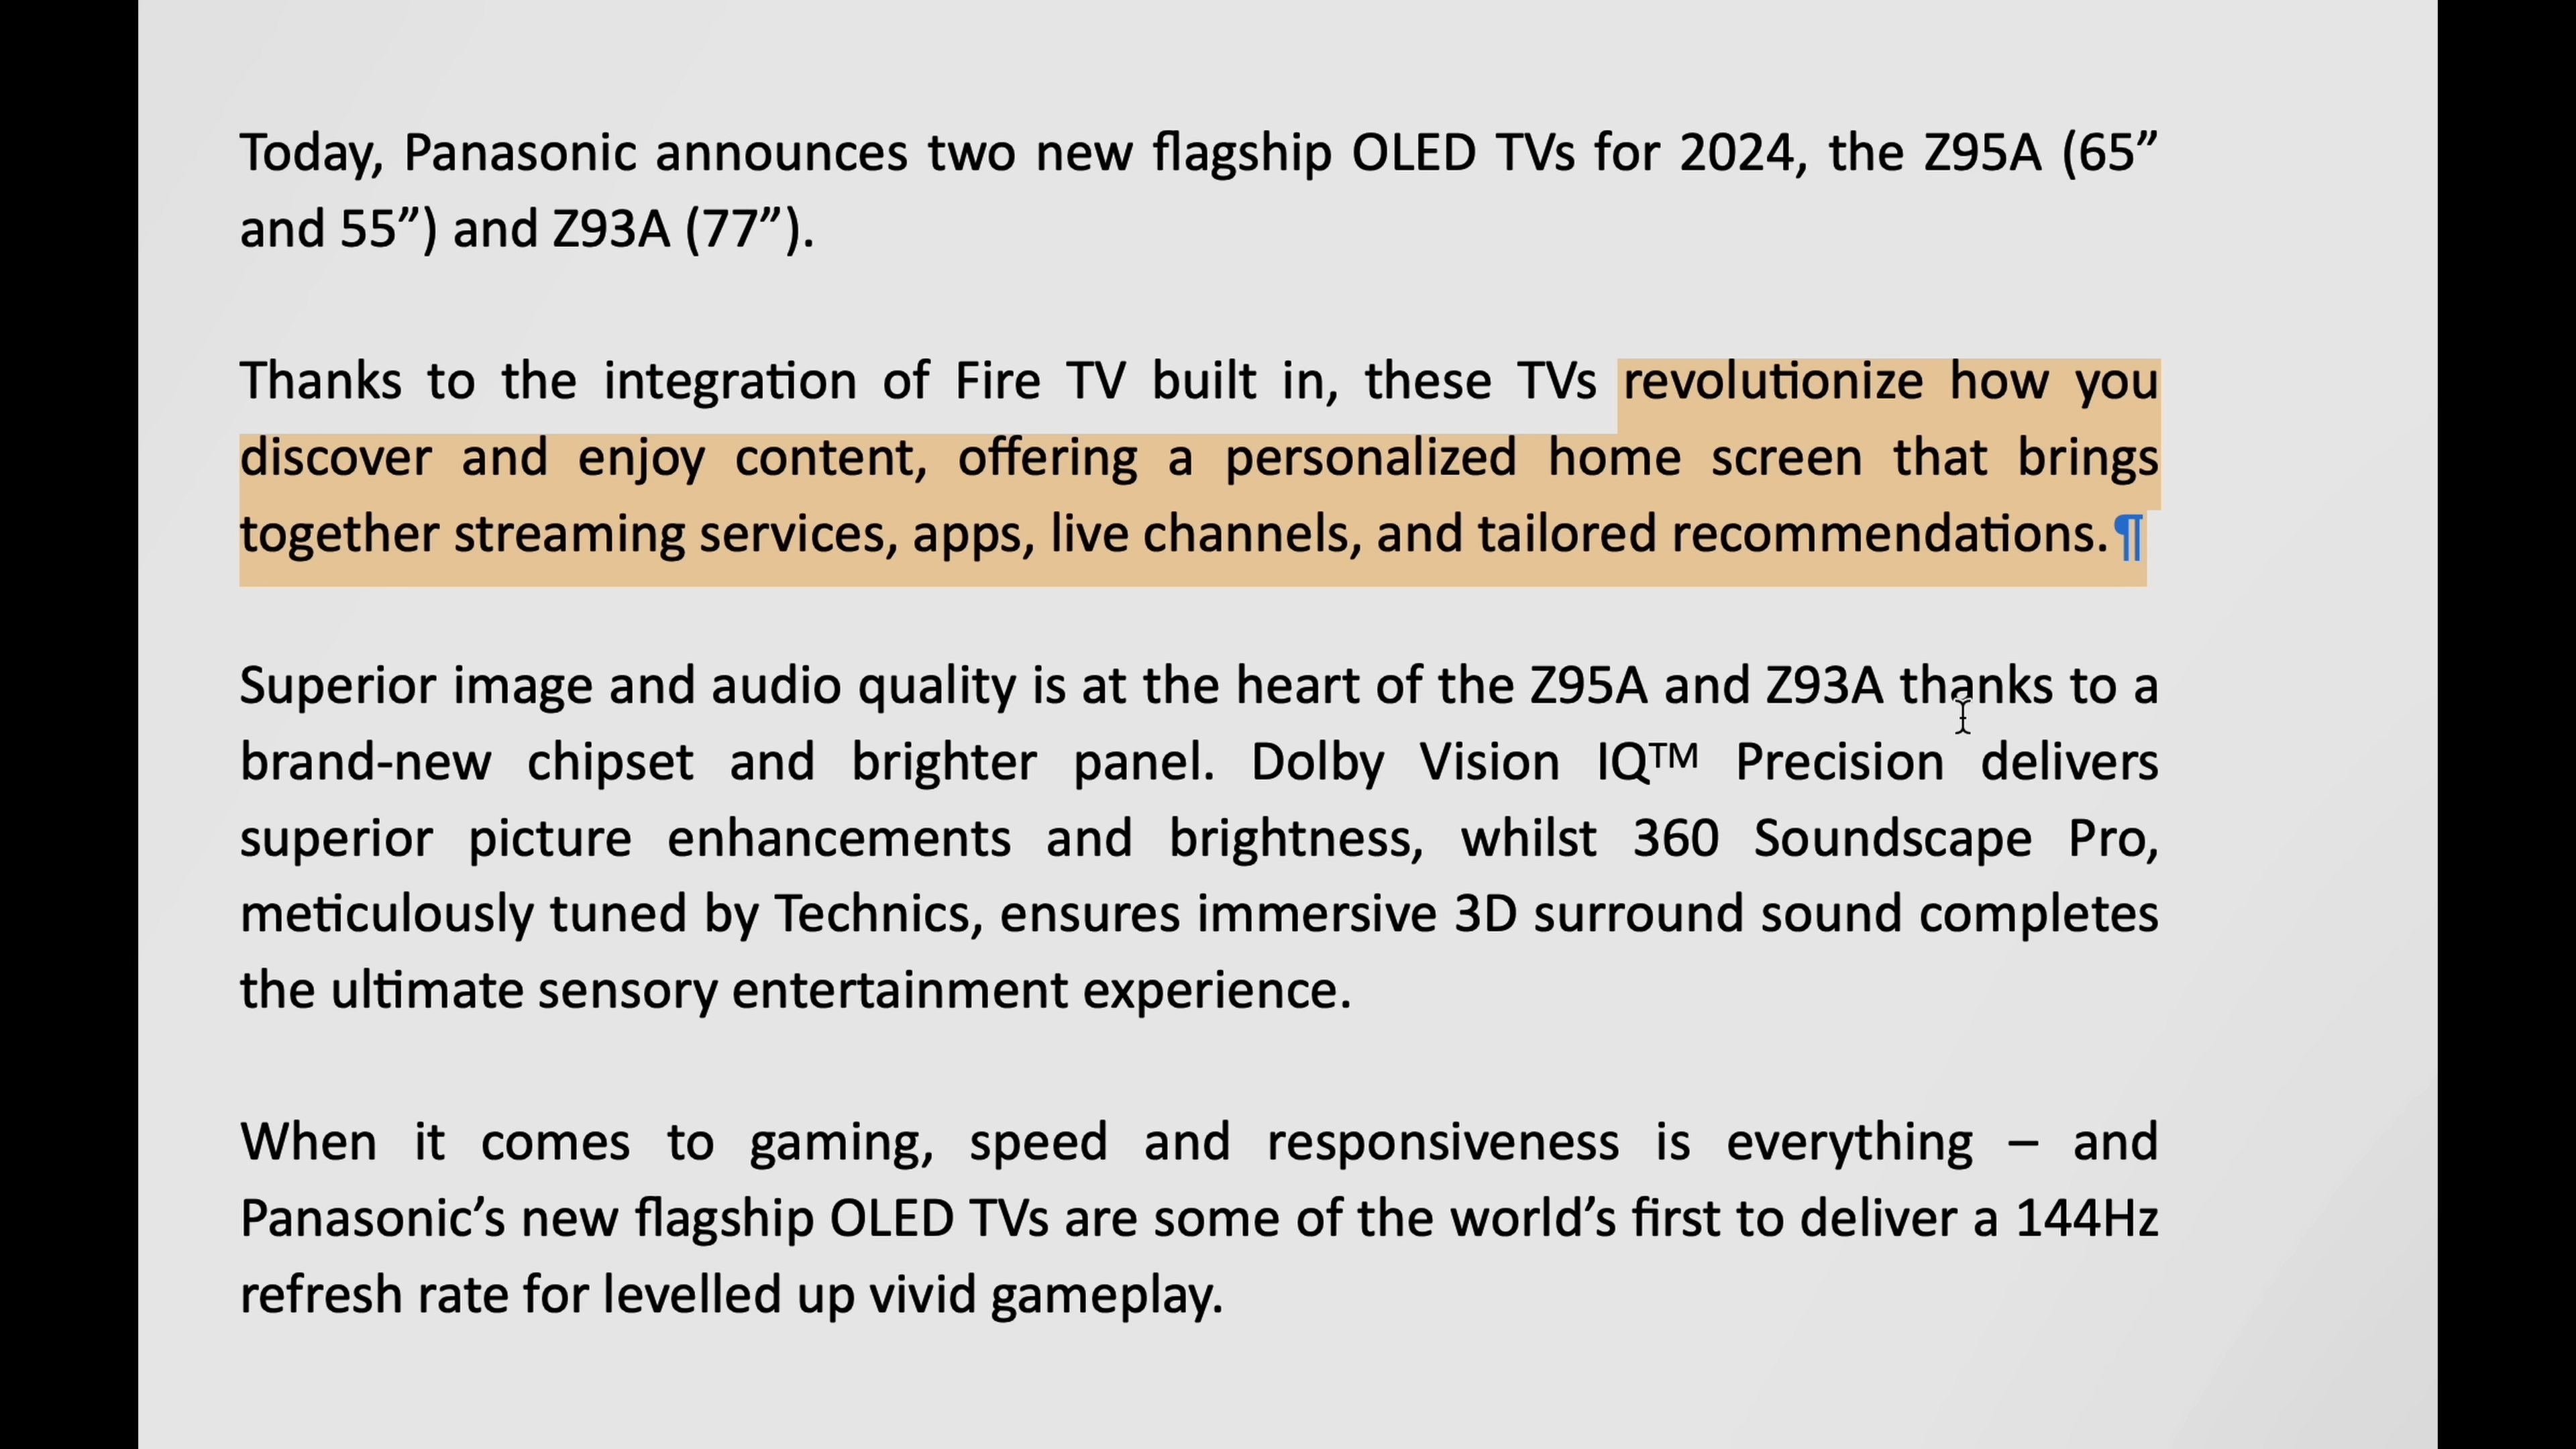 Today, Panasonic announces two new flagship OLED TVs for 2024, the Z95A (65”
and 55”) and Z93A (77”).
Thanks to the integration of Fire TV built in, these TVs revolutionize how you
discover and enjoy content, offering a personalized home screen that brings
together streaming services, apps, live channels, and tailored recommendations.¶
Superior image and audio quality is at the heart of the Z95A and Z93A thanks to a
brand-new chipset and brighter panel. Dolby Vision IQ™ Precision delivers
superior picture enhancements and brightness, whilst 360 Soundscape Pro,
meticulously tuned by Technics, ensures immersive 3D surround sound completes
the ultimate sensory entertainment experience.
When it comes to gaming, speed and responsiveness is everything – and
Panasonic’s new flagship OLED TVs are some of the world’s first to deliver a 144Hz
refresh rate for levelled up vivid gameplay.